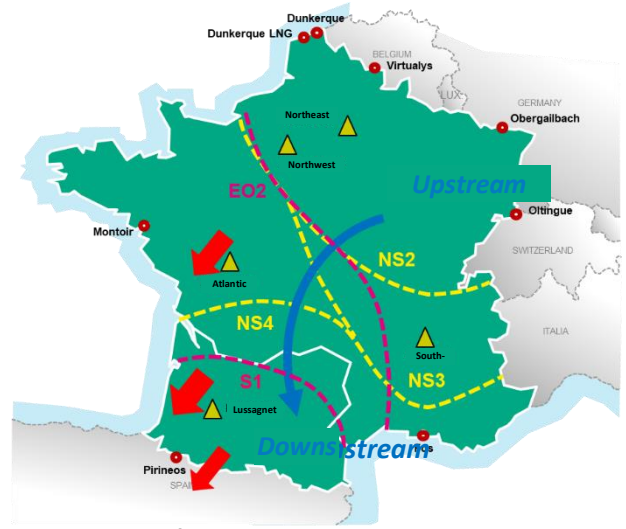 Dunkerque
Dunkerque LNG
BELGIUM
Virtualys
LUX.
GERMANY
Northeast
Obergailbach
Northwest
EO2
Upstream
Oltingue
Montoir
NS2
SWITZERLAND
Atlantic
NS4
ITALIA
South-
S1
NS3
Lussagnet
Downstream
Pirineos
SPAIN